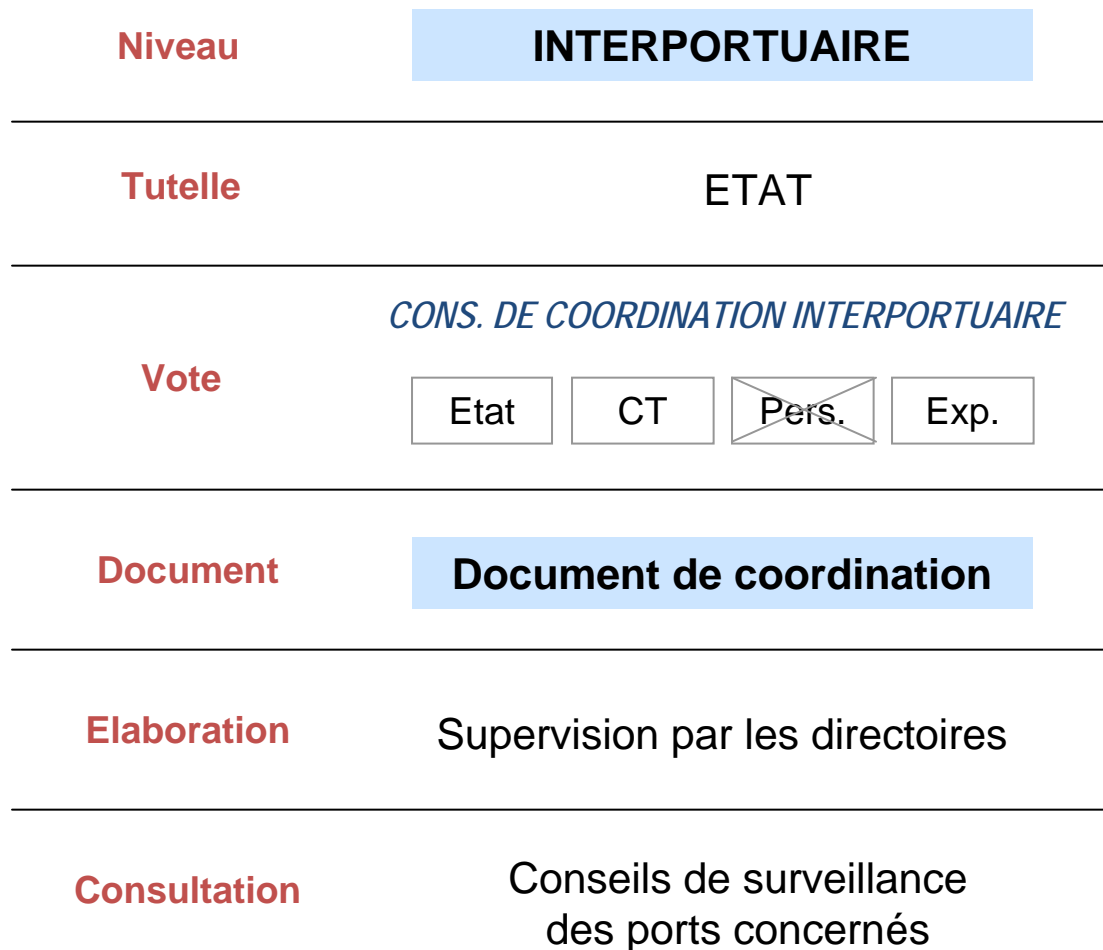 Niveau
INTERPORTUAIRE
Tutelle
ETAT
Vote
CONS. DE COORDINATION INTERPORTUAIRE
Etat
CT
Pers.
Exp.
Document
Document de coordination
Elaboration
Supervision par les directoires
Consultation
Conseils de surveillance
des ports concernés